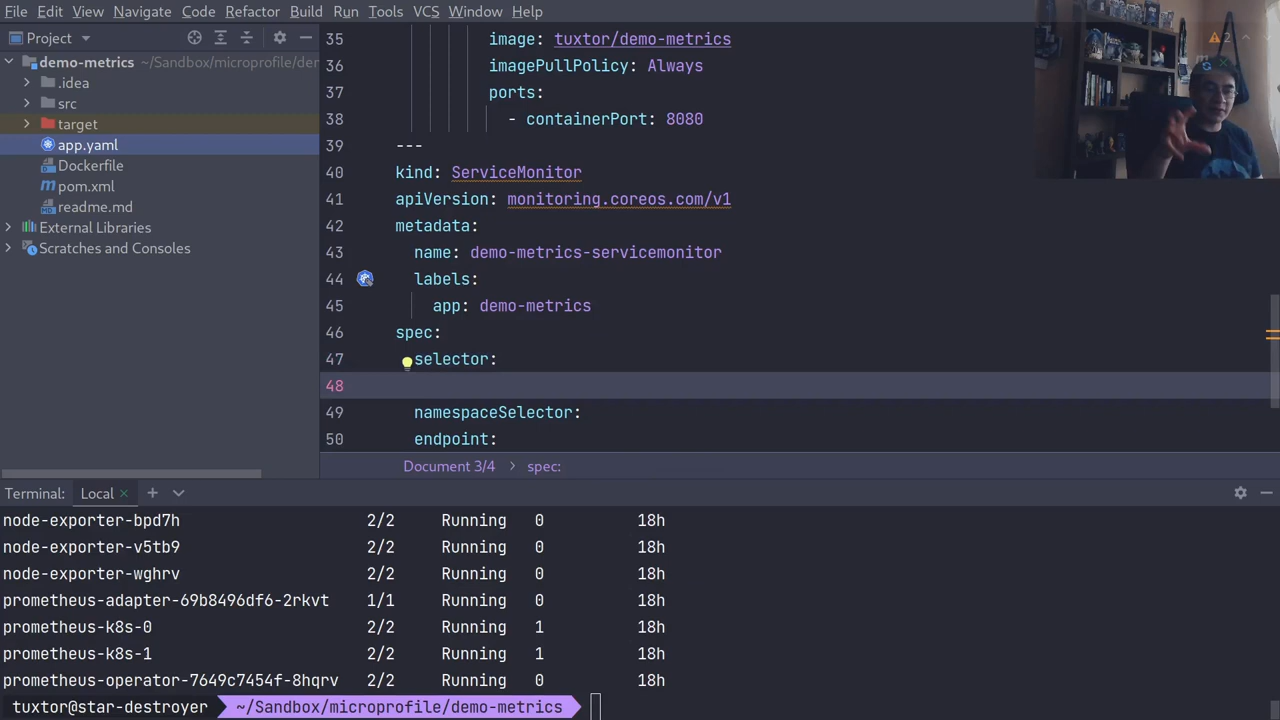 File Edit View Navigate Code Refactor Build Run Tools VCS Window Help
Project
demo-metrics ~/Sandbox/microprofile/der
.idea
src
target
app.yaml
Dockerfile
pom.xml
readme.md
External Libraries
Scratches and Consoles
2
35 image: tuxtor/demo-metrics
36 imagePullPolicy: Always
37 ports:
38 - containerPort: 8080
39 ---
40 kind: ServiceMonitor
41 apiVersion: monitoring.coreos.com/v1
42 metadata:
43 name: demo-metrics-servicemonitor
44 labels:
45 app: demo-metrics
46 spec:
47 selector:
48
49 namespaceSelector:
50 endpoint:
Document 3/4 > spec:
Terminal: Local × +
node-exporter-bpd7h 2/2 Running 0 18h
node-exporter-v5tb9 2/2 Running 0 18h
node-exporter-wghrv 2/2 Running 0 18h
prometheus-adapter-69b8496df6-2rkvt 1/1 Running 0 18h
prometheus-k8s-0 2/2 Running 1 18h
prometheus-k8s-1 2/2 Running 1 18h
prometheus-operator-7649c7454f-8hqrv 2/2 Running 0 18h
tuxtor@star-destroyer ~/Sandbox/microprofile/demo-metrics